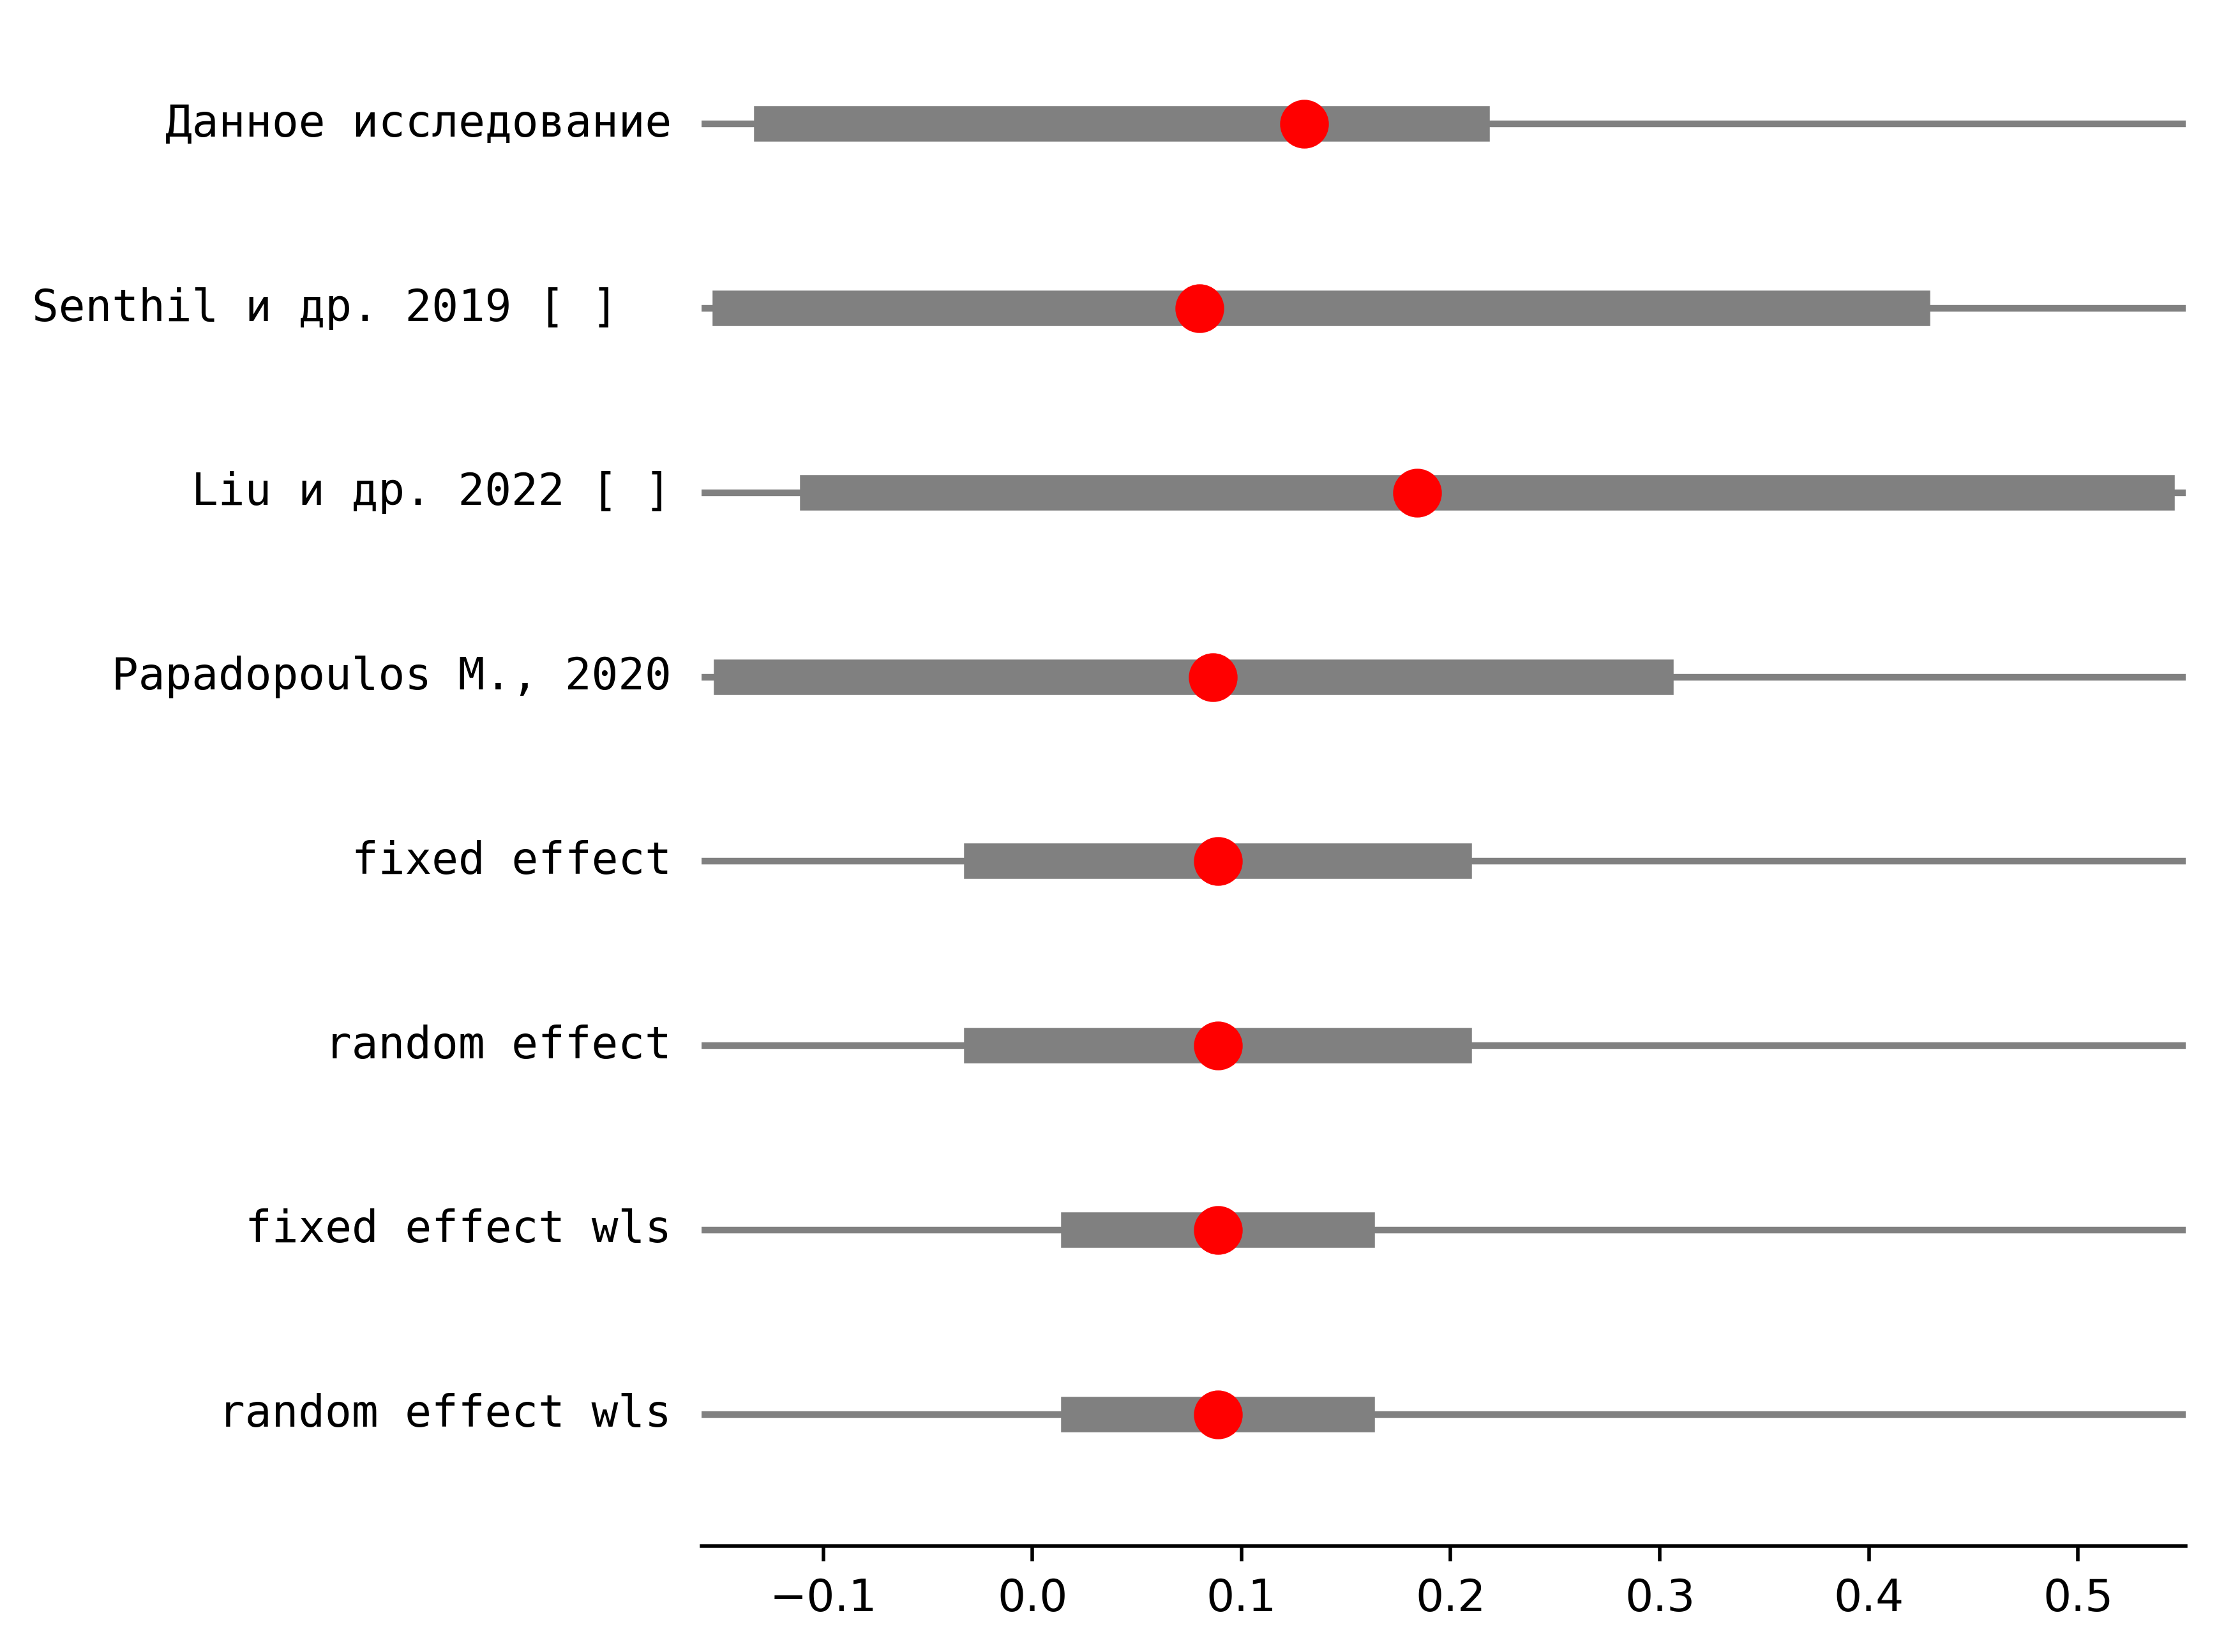 Данное исследование
Senthil и др. 2019 [ ]
Liu и др. 2022 [ ]
Papadopoulos M., 2020
fixed effect
random effect
fixed effect wls
random effect wls
−0.1 0.0 0.1 0.2 0.3 0.4 0.5